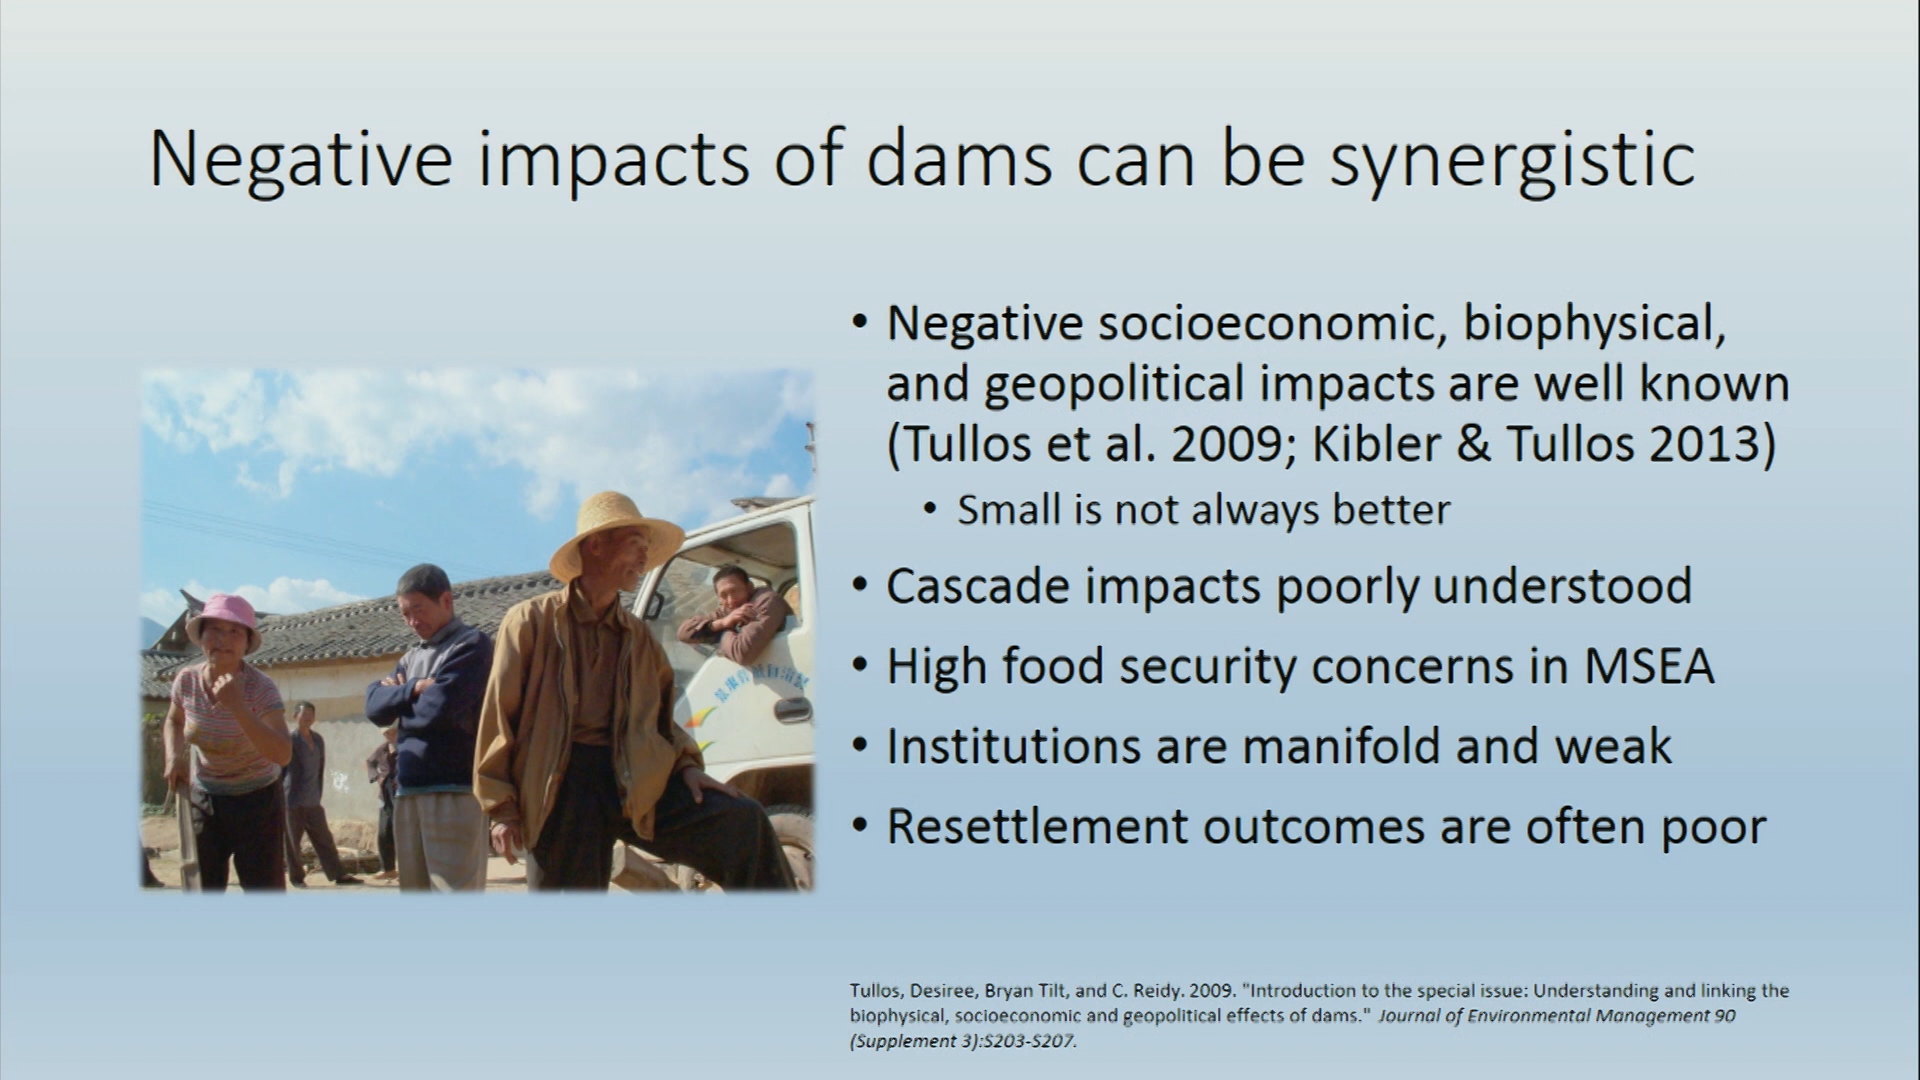 Negative impacts of dams can be synergistic
• Negative socioeconomic, biophysical,
and geopolitical impacts are well known
(Tullos et al. 2009; Kibler & Tullos 2013)
• Small is not always better
• Cascade impacts poorly understood
• High food security concerns in MSEA
• Institutions are manifold and weak
• Resettlement outcomes are often poor
Tullos, Desiree, Bryan Tilt, and C. Reidy. 2009. "Introduction to the special issue: Understanding and linking the
biophysical, socioeconomic and geopolitical effects of dams." Journal of Environmental Management 90
(Supplement 3):S203-S207.